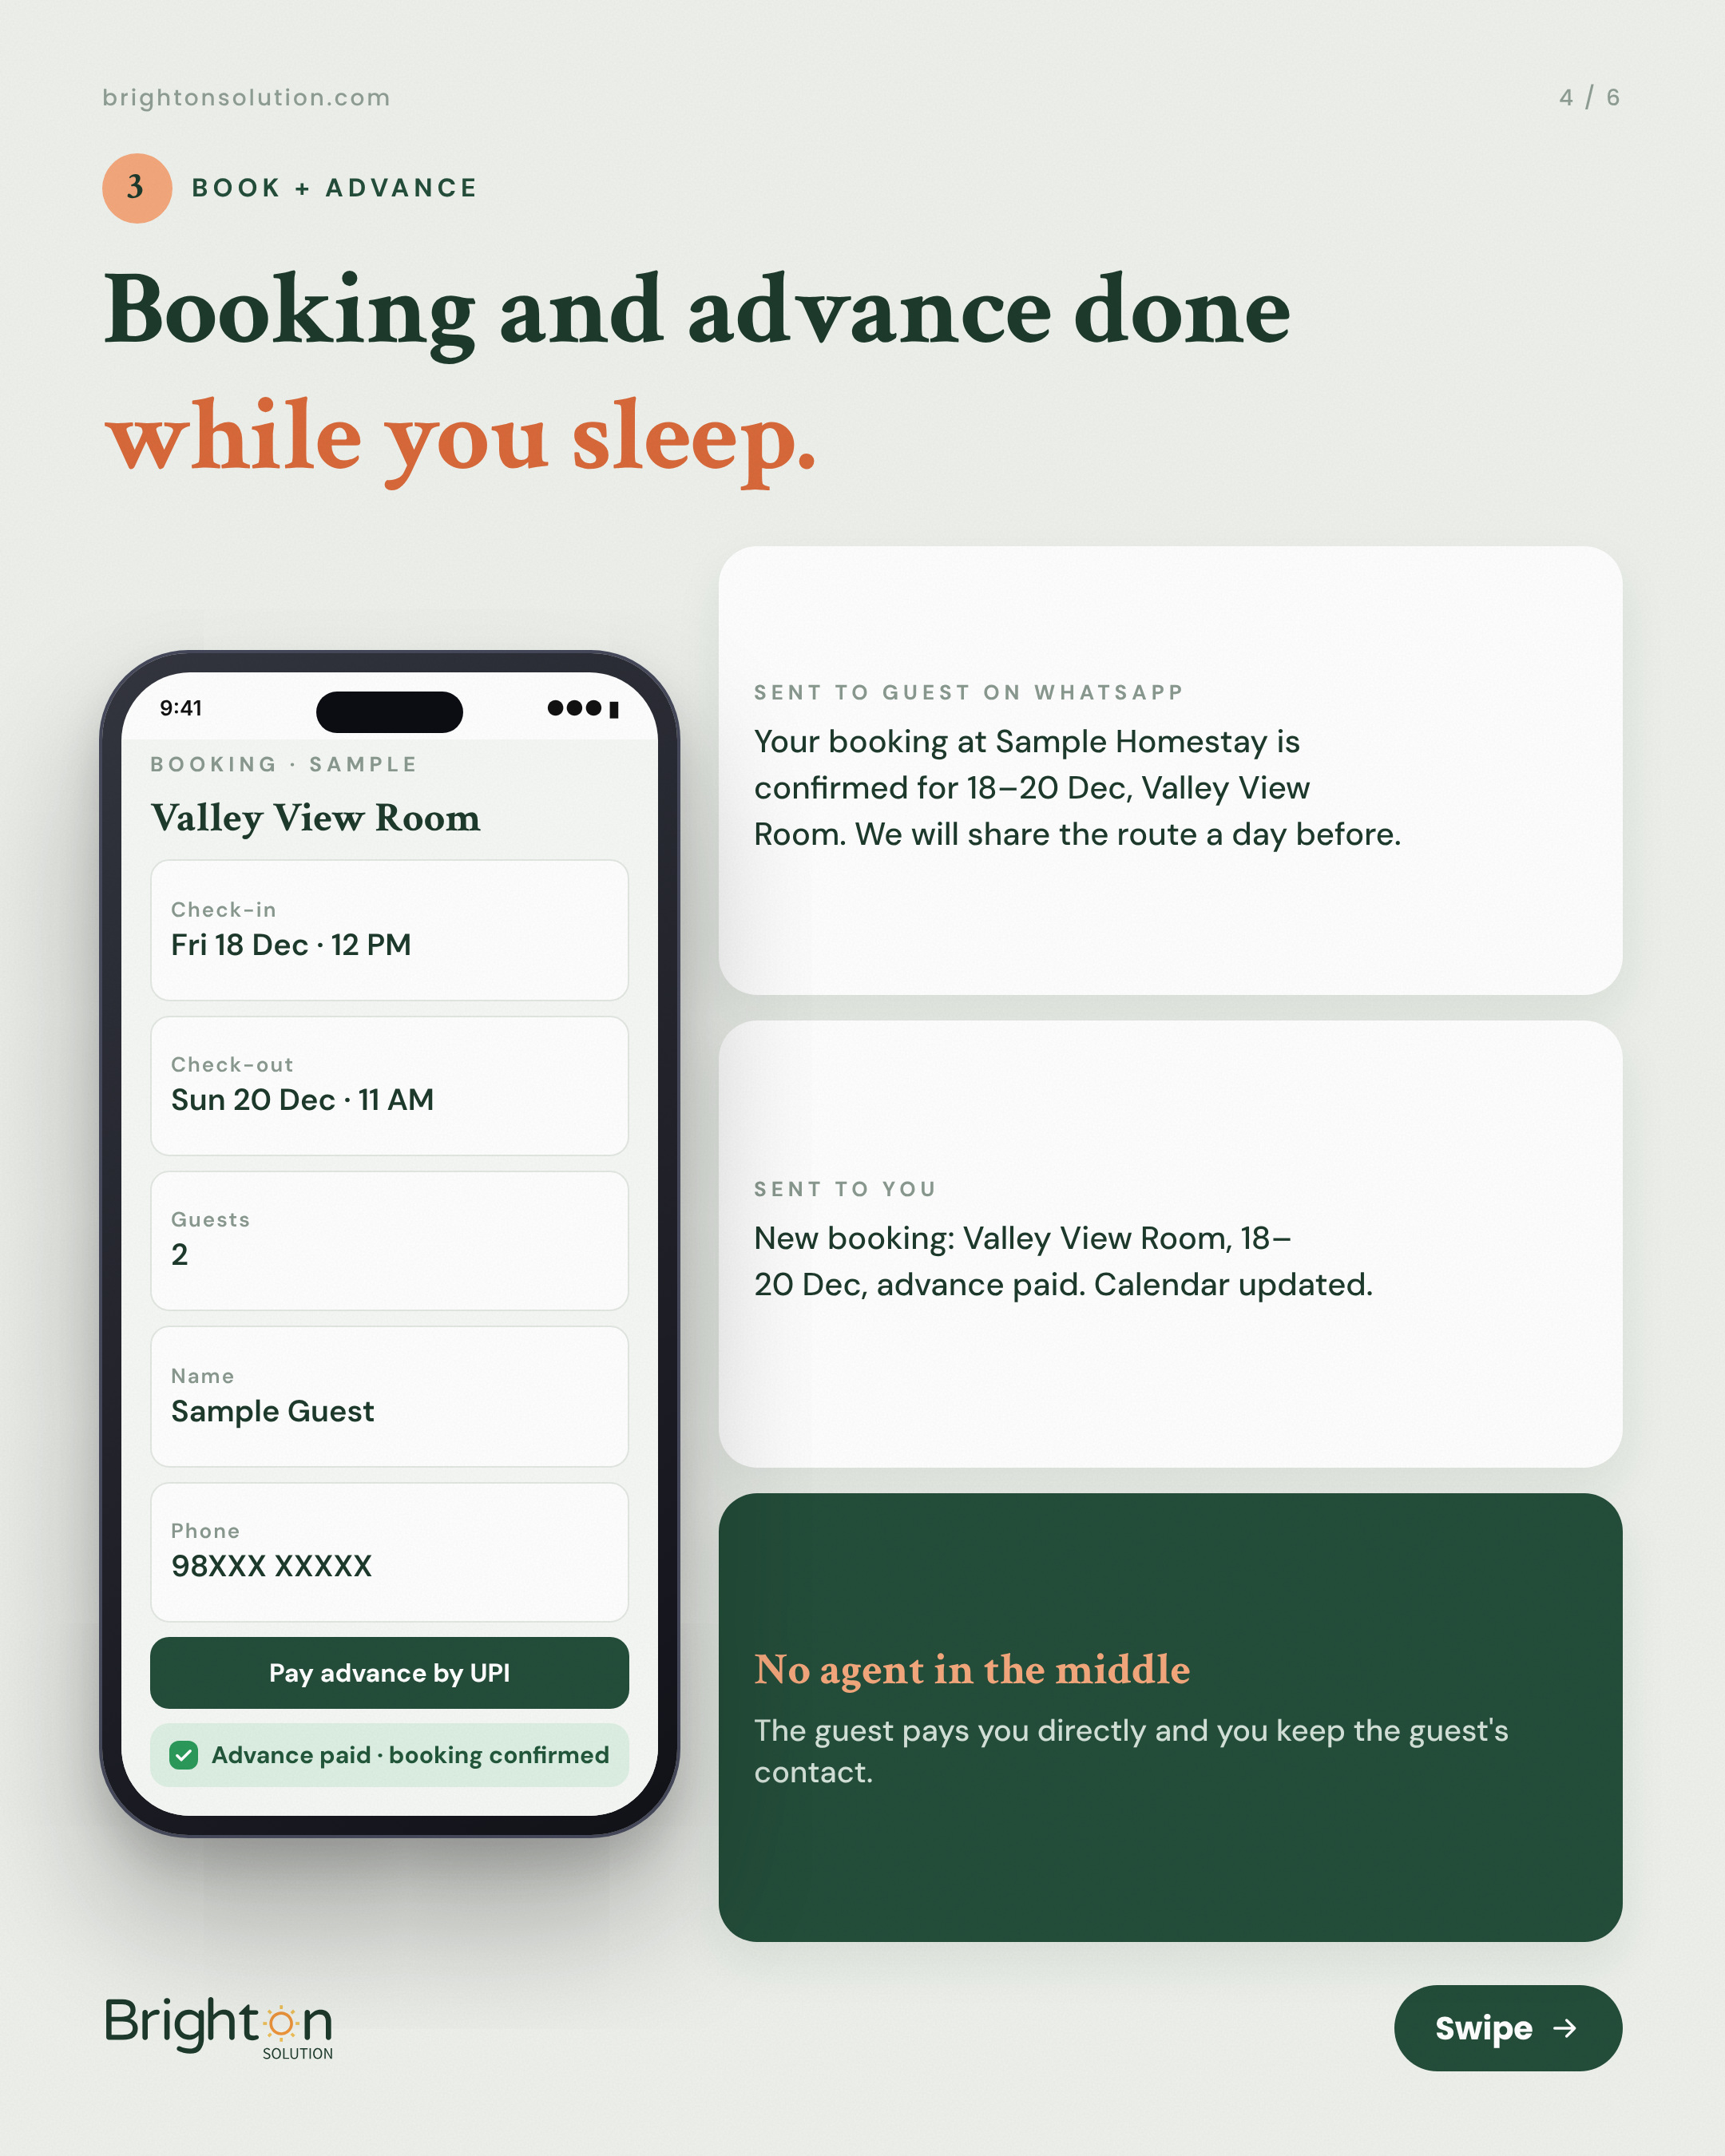 brightonsolution.com
4 / 6
3
BOOK + ADVANCE
Booking and advance done
while you sleep.
9:41
BOOKING · SAMPLE
Valley View Room
Check-in
Fri 18 Dec · 12 PM
Check-out
Sun 20 Dec · 11 AM
Guests
2
Name
Sample Guest
Phone
98XXX XXXXX
Pay advance by UPI
Advance paid · booking confirmed
SENT TO GUEST ON WHATSAPP
Your booking at Sample Homestay is
confirmed for 18–20 Dec, Valley View
Room. We will share the route a day before.
SENT TO YOU
New booking: Valley View Room, 18–
20 Dec, advance paid. Calendar updated.
No agent in the middle
The guest pays you directly and you keep the guest's
contact.
Brighton
SOLUTION
Swipe →